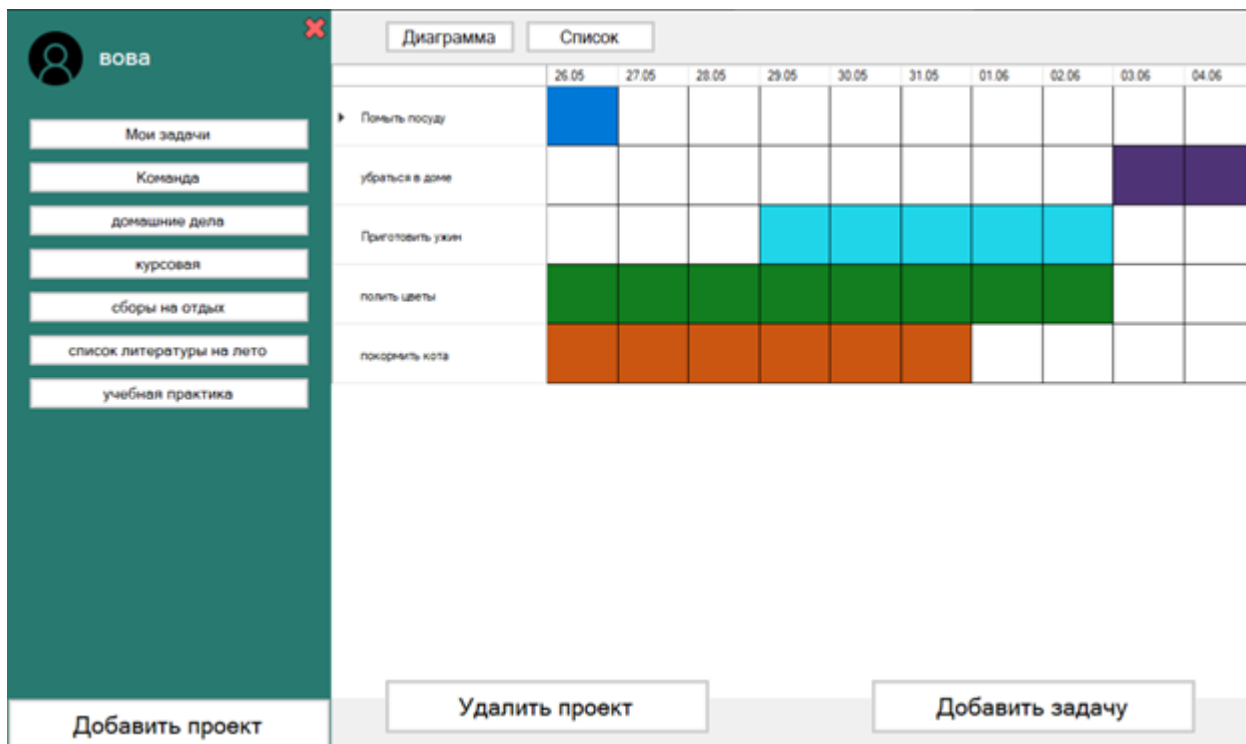 вова
Мои задачи
Команда
домашние дела
курсовая
сборы на отдых
список литературы на лето
учебная практика
Добавить проект
Диаграмма Список
26.05 27.05 28.05 29.05 30.05 31.05 01.06 02.06 03.06 04.06
Помыть посуду
убраться в доме
Приготовить ужин
полить цветы
покормить кота
Удалить проект Добавить задачу